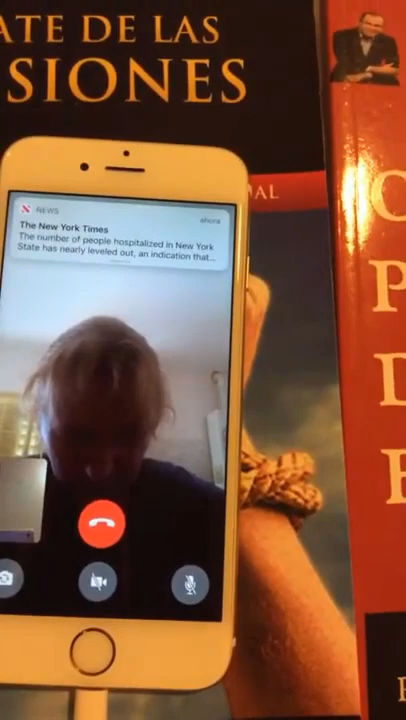 ATE DE LAS
SIONES
NEWS
ahora
The New York Times
The number of people hospitalized in New York
State has nearly leveled out, an indication that...